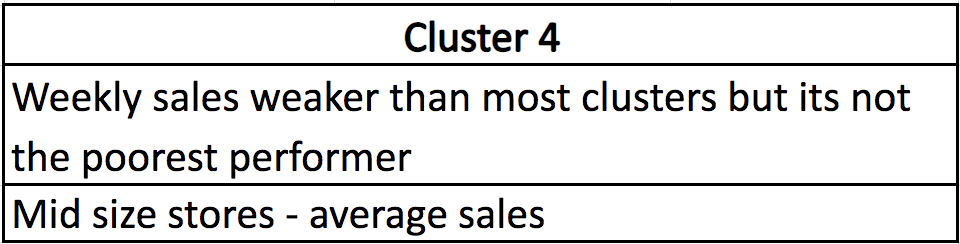 Cluster 4
Weekly sales weaker than most clusters but its not
the poorest performer
Mid size stores - average sales